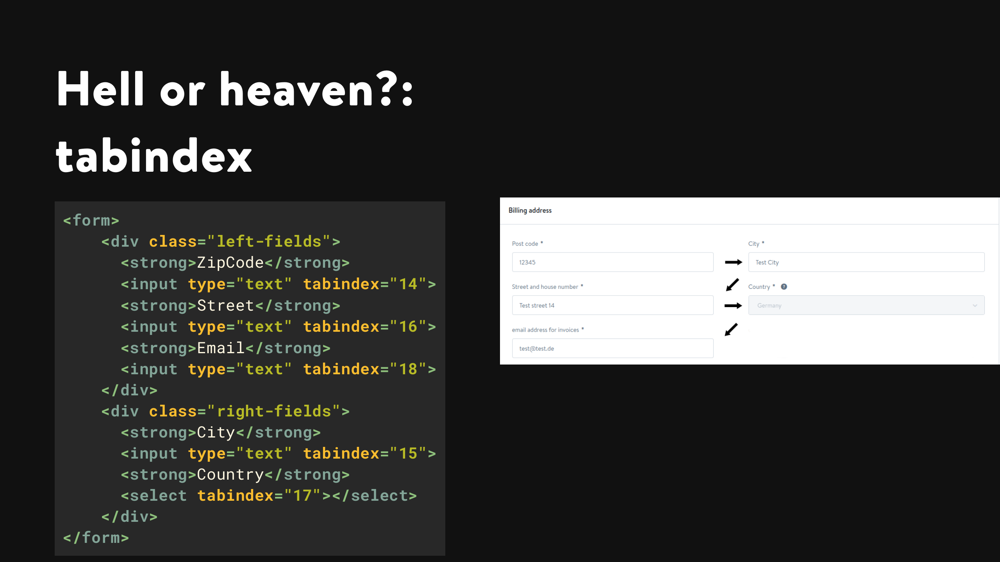 Hell or heaven?:
tabindex
<form>
<div class="left-fields">
<strong>ZipCode</strong>
<input type="text" tabindex="14">
<strong>Street</strong>
<input type="text" tabindex="16">
<strong>Email</strong>
<input type="text" tabindex="18">
</div>
<div class="right-fields">
<strong>City</strong>
<input type="text" tabindex="15">
<strong>Country</strong>
<select tabindex="17"></select>
</div>
</form>
Billing address
Post code *
City *
12345
Test City
Street and house number *
Country * ?
Test street 14
Germany
email address for invoices *
test@test.de